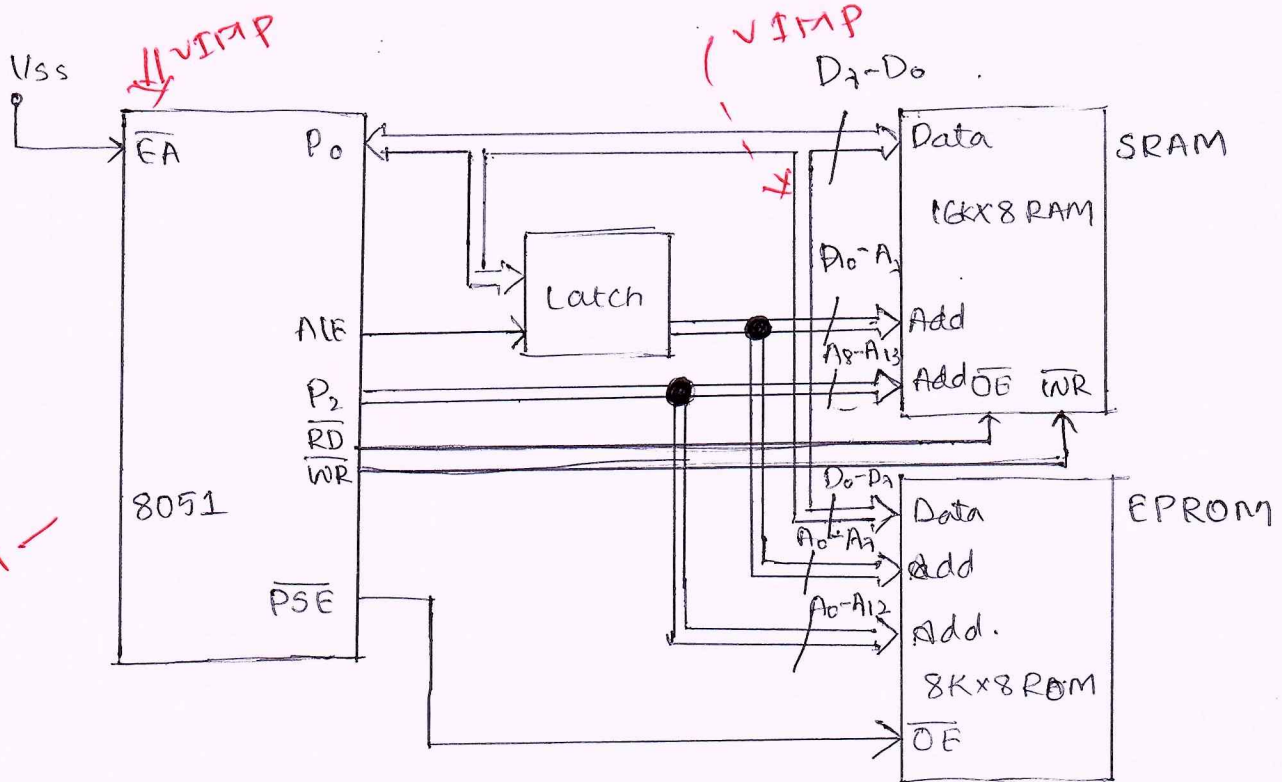 VIMP
VIMP
Vss
D7-D0
EA
P0
Data
SRAM
16KX8 RAM
Latch
A0-A7
ALE
Add
A8-A13
P2
Add OE WR
RD
WR
8051
D0-D7
Data
EPROM
A0-A7
Add
PSE
A0-A12
Add.
8K×8 ROM
OE